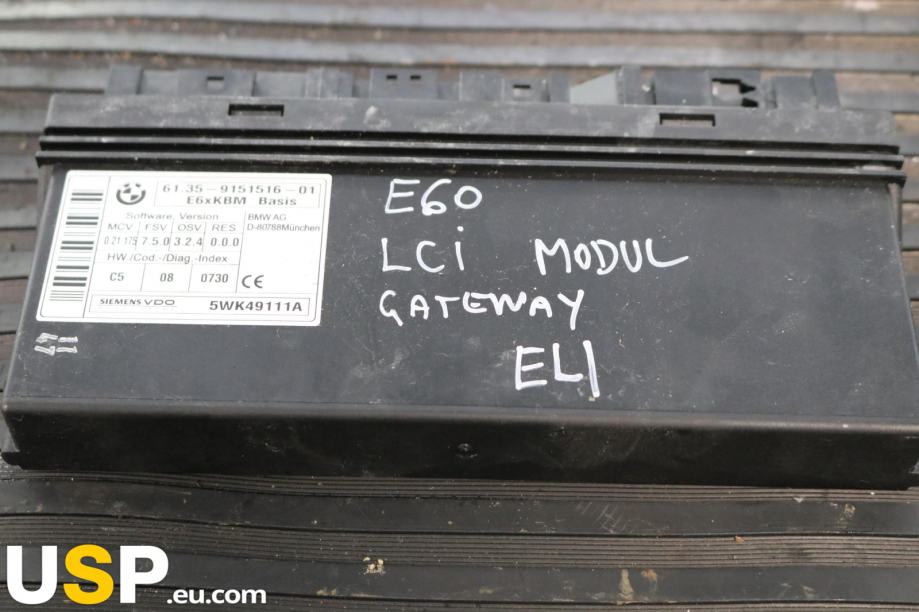 61.35-9151516-01
E6xKBM Basis
Software, Version
MCV FSV OSV RES
0 21 175 7.5.0 3.2.4 0.0.0
BMW AG
D-80788München
HW./Cod.-/Diag.-Index
C5 08 0730 CE
SIEMENS VDO 5WK49111A
E60
LCi MODUL
GATEWAY
EL1
USP.eu.com